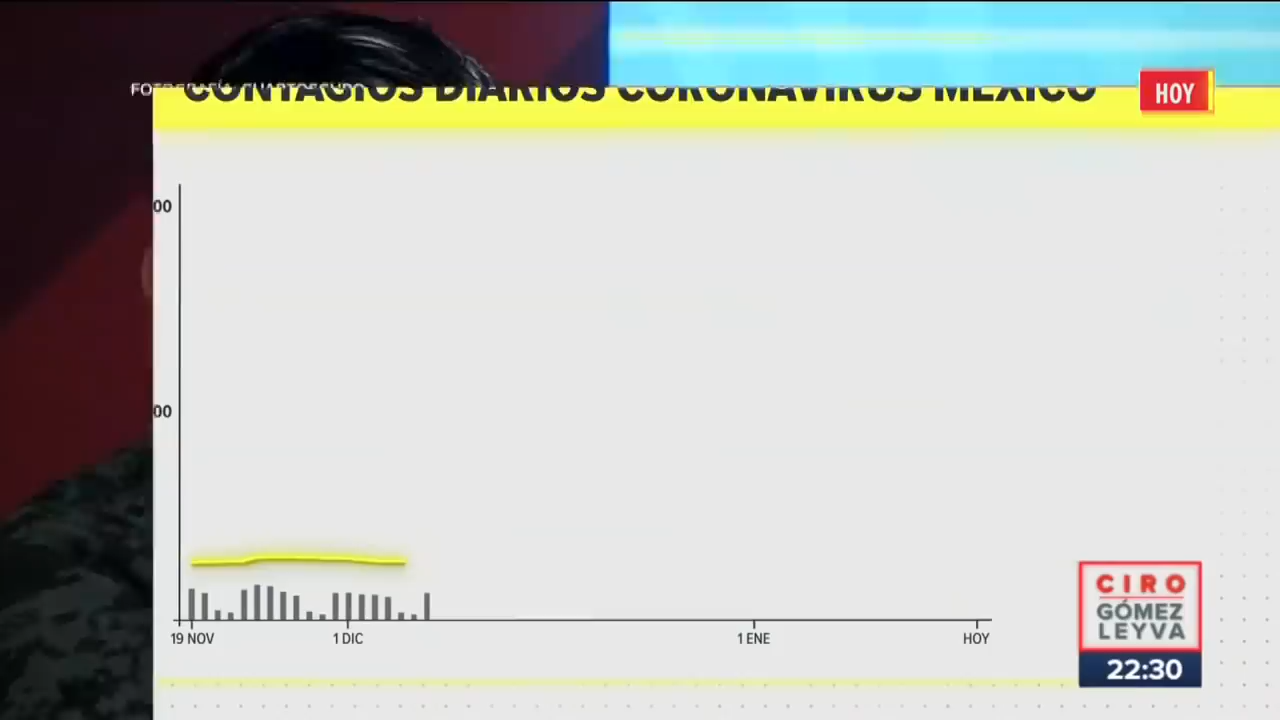 CONTAGIOS DIARIOS CORONAVIRUS MÉXICO
HOY
00
00
19 NOV
1 DIC
1 ENE
HOY
CIRO
GÓMEZ
LEYVA
22:30